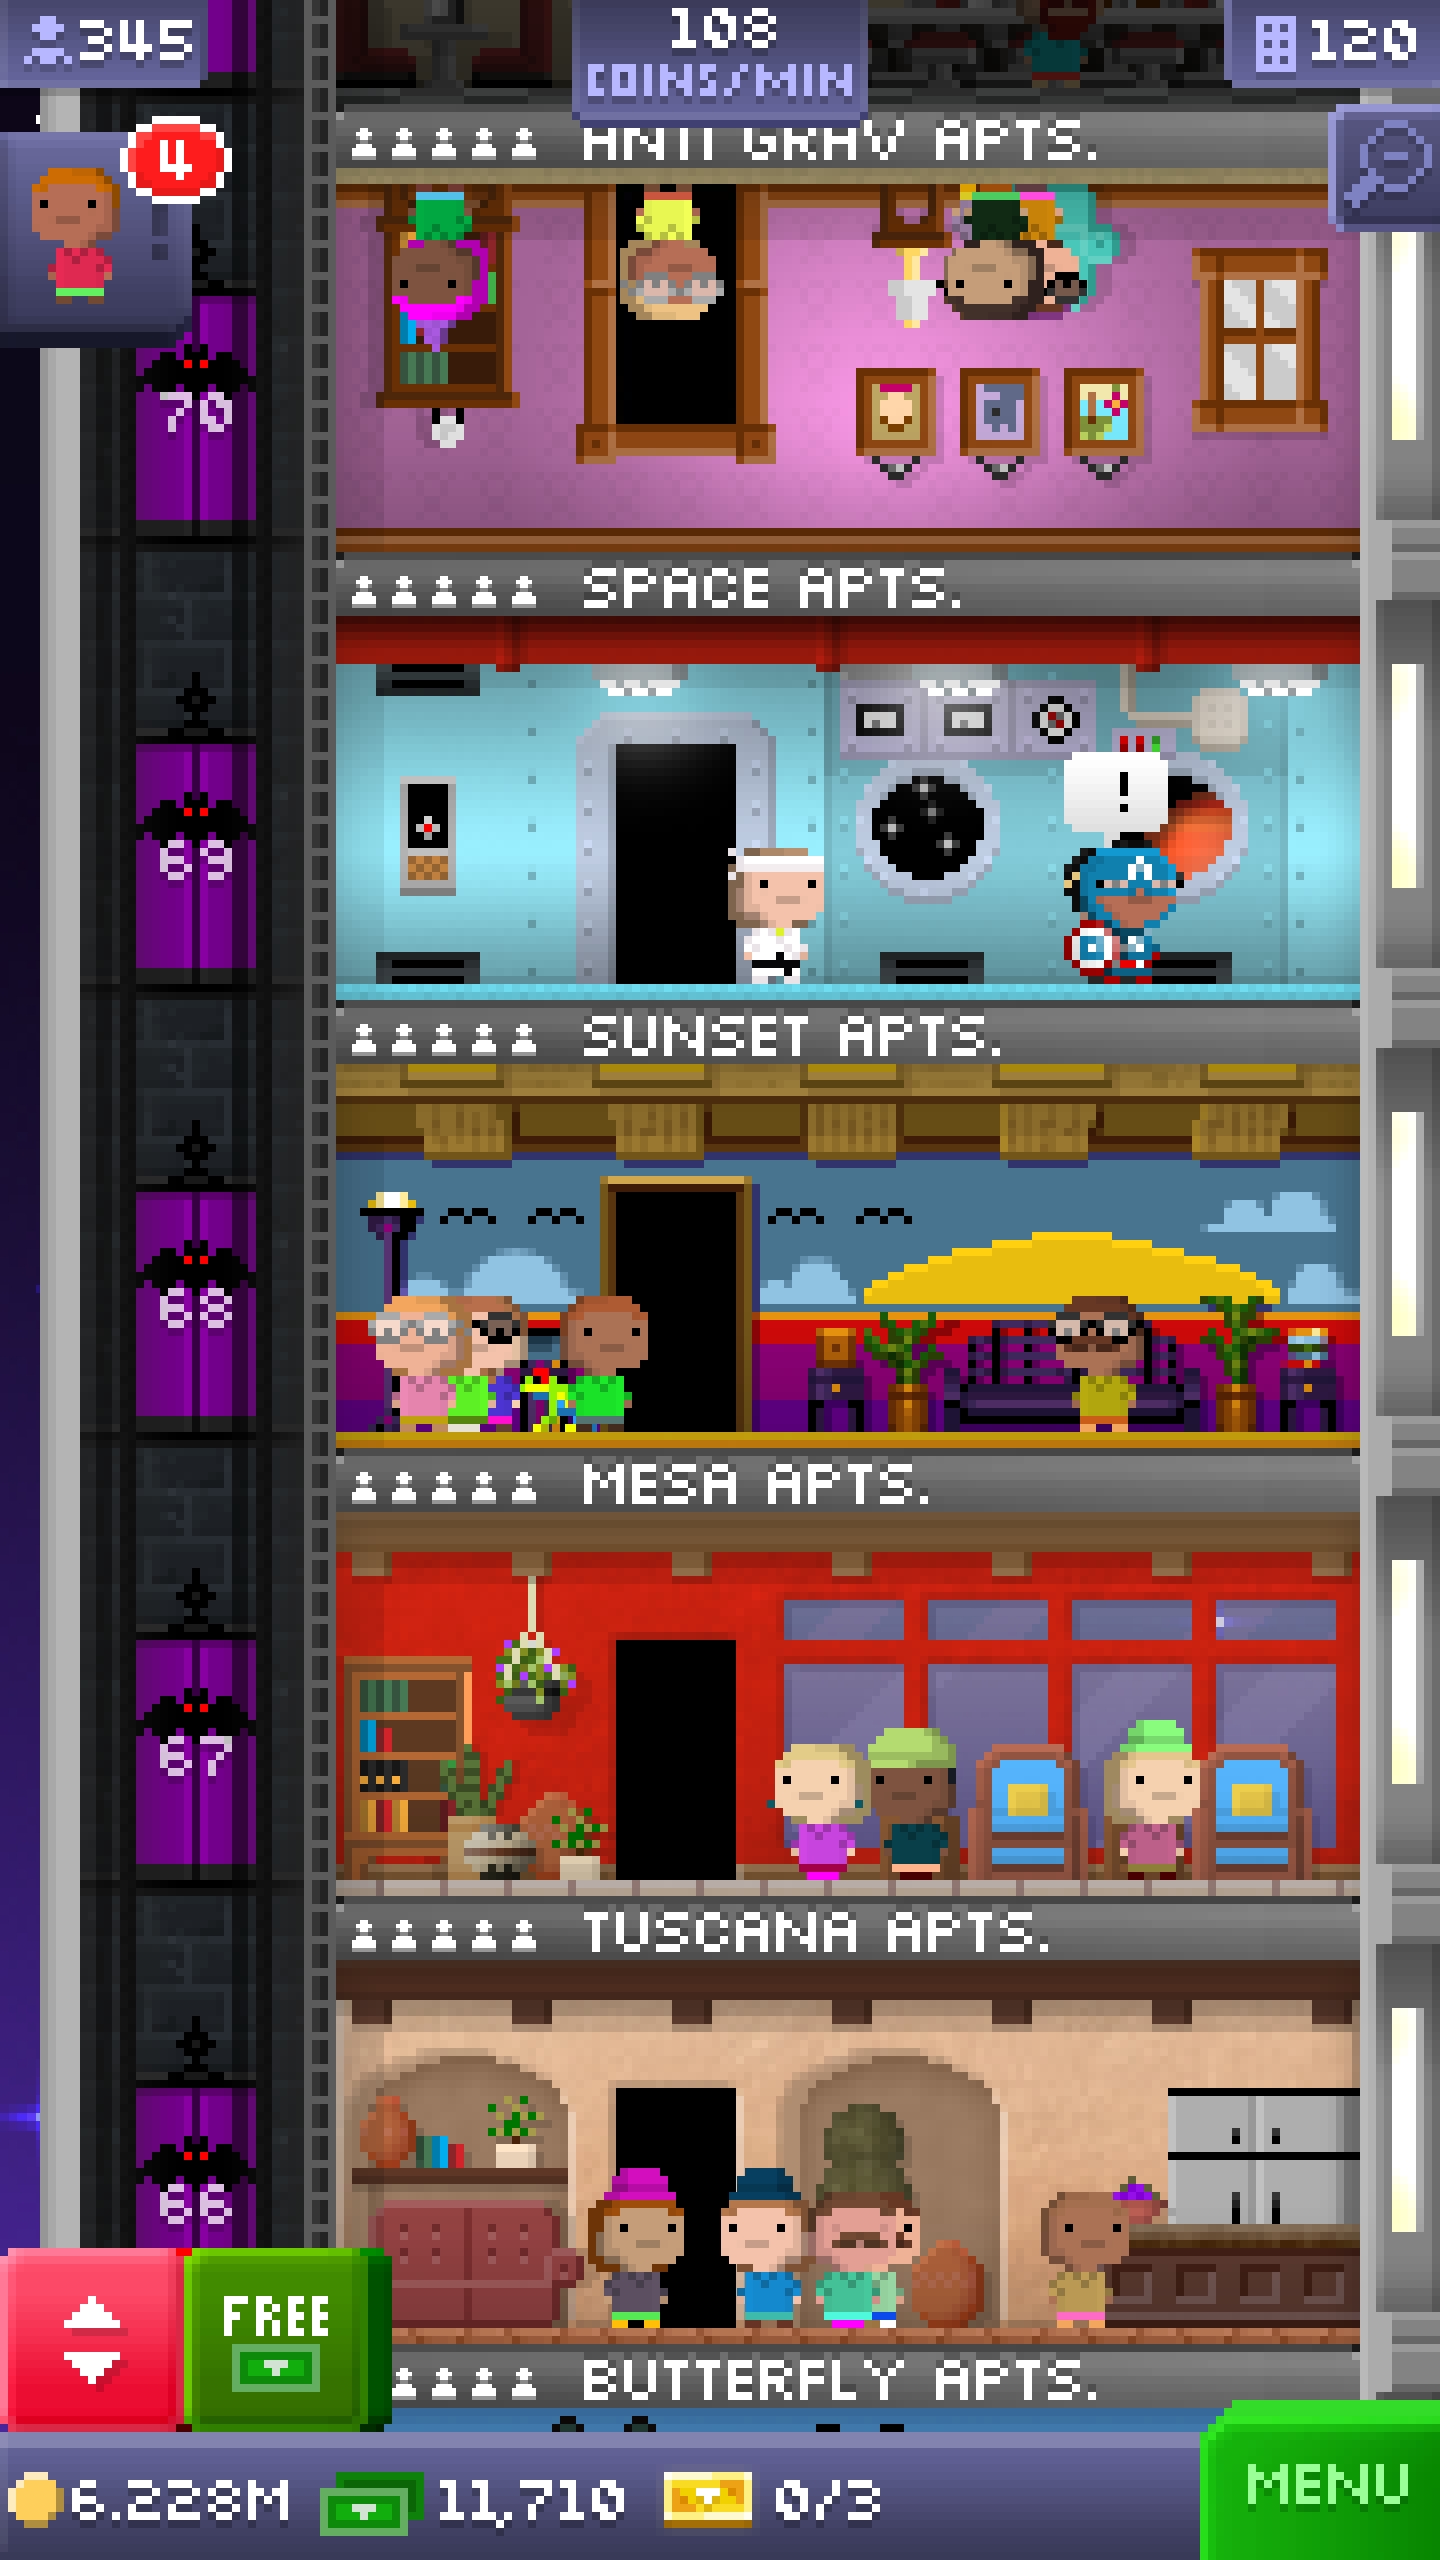 345
108
COINS/MIN
120
4
ANTI GRAV APTS.
70
SPACE APTS.
!
69
SUNSET APTS.
68
MESA APTS.
67
TUSCANA APTS.
66
FREE
BUTTERFLY APTS.
6.228M
11,710
0/3
MENU